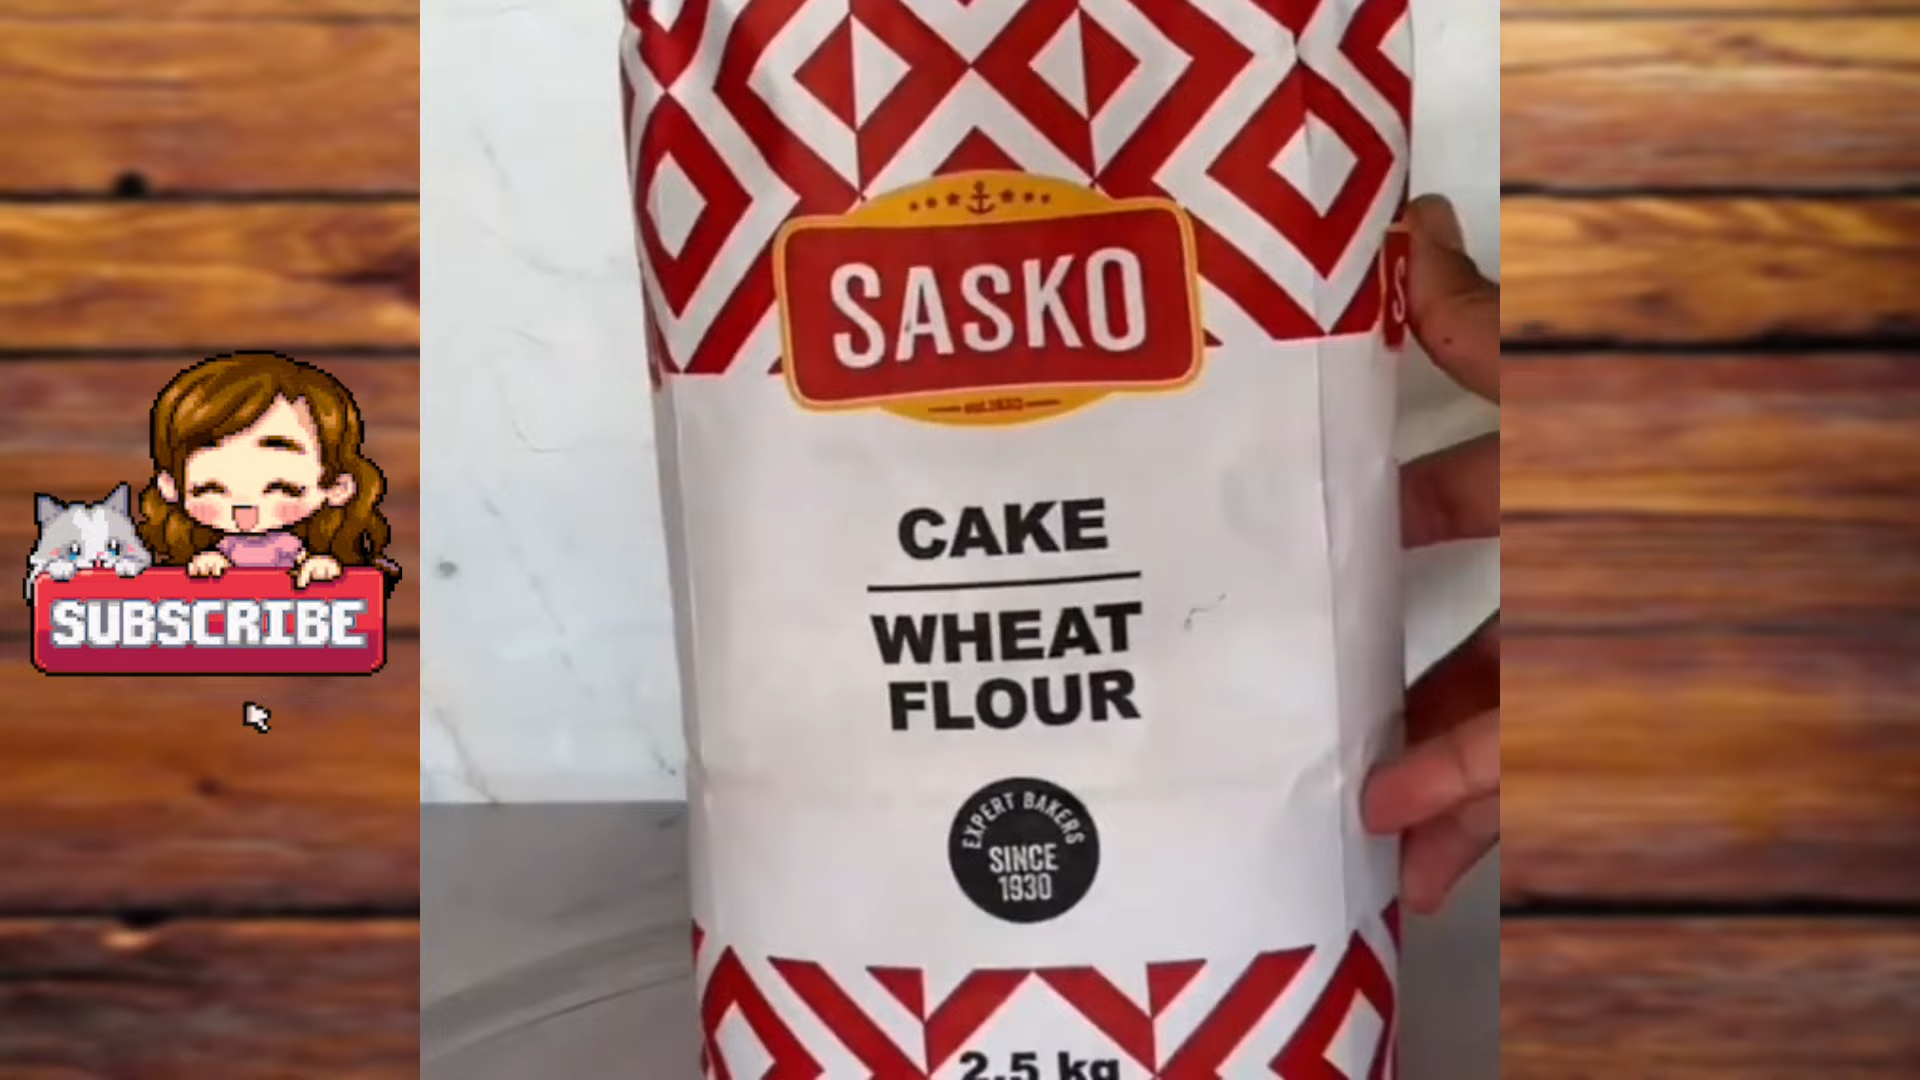 SASKO
S
CAKE
WHEAT
FLOUR
EXPERT BAKERS
SINCE
1930
2.5 kg
SUBSCRIBE